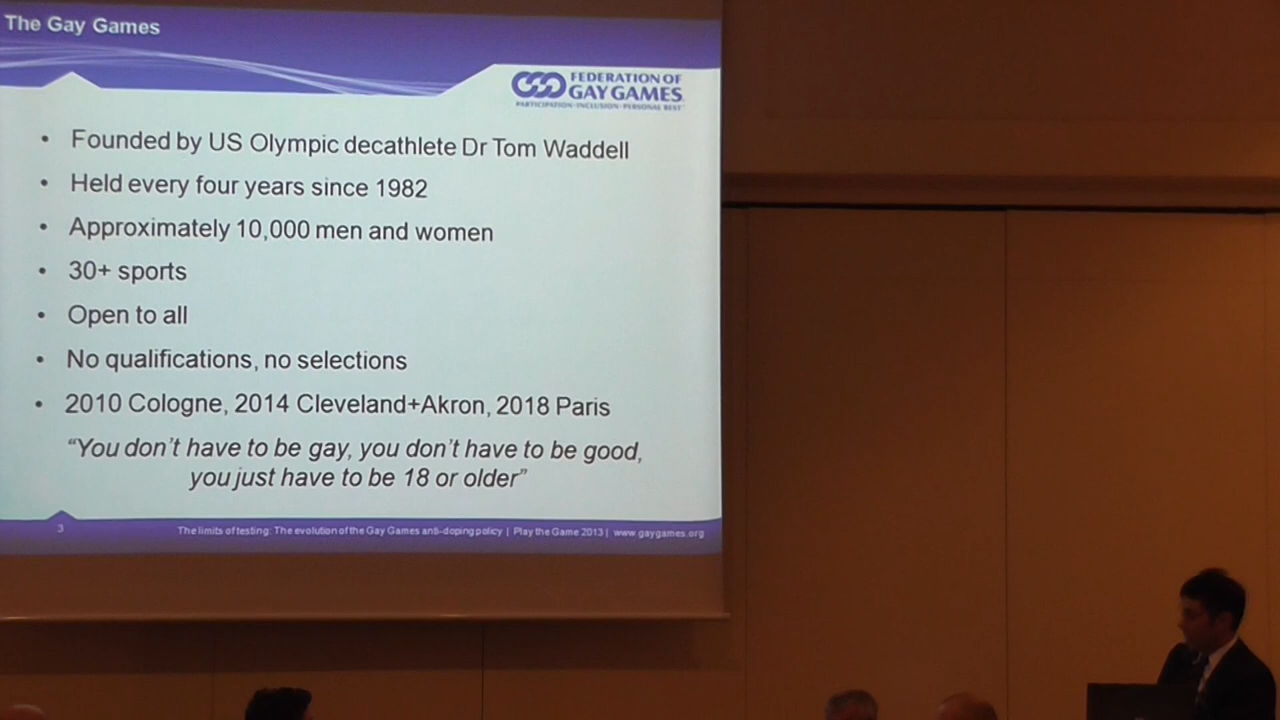 The Gay Games
FEDERATION OF
GAY GAMES
PARTICIPATION · INCLUSION · PERSONAL BEST
• Founded by US Olympic decathlete Dr Tom Waddell
• Held every four years since 1982
• Approximately 10,000 men and women
• 30+ sports
• Open to all
• No qualifications, no selections
• 2010 Cologne, 2014 Cleveland+Akron, 2018 Paris
“You don’t have to be gay, you don’t have to be good,
you just have to be 18 or older”
3
The limits of testing: The evolution of the Gay Games anti-doping policy | Play the Game 2013 | www.gaygames.org